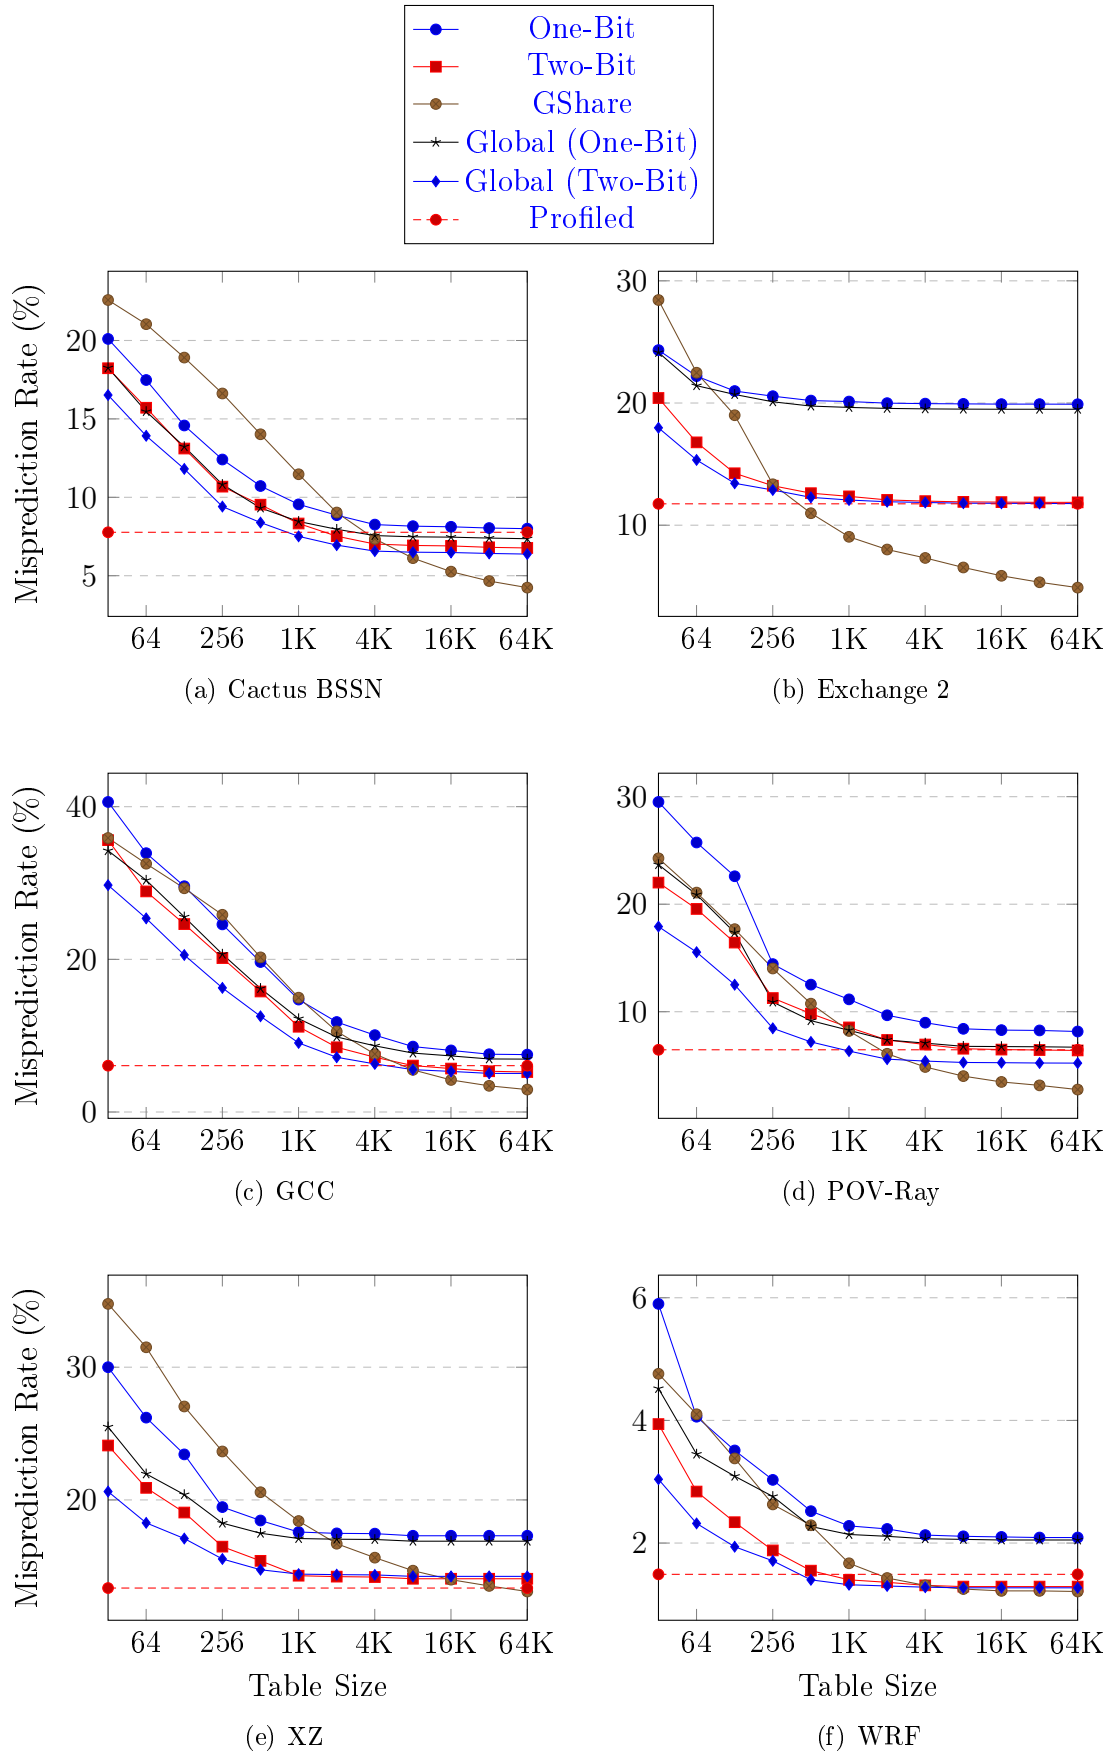 One-Bit
Two-Bit
GShare
Global (One-Bit)
Global (Two-Bit)
Profiled
Misprediction Rate (%)
20
15
10
5
64 256 1K 4K 16K 64K
(a) Cactus BSSN
30
20
10
64 256 1K 4K 16K 64K
(b) Exchange 2
Misprediction Rate (%)
40
20
0
64 256 1K 4K 16K 64K
(c) GCC
30
20
10
64 256 1K 4K 16K 64K
(d) POV-Ray
Misprediction Rate (%)
30
20
64 256 1K 4K 16K 64K
Table Size
(e) XZ
6
4
2
64 256 1K 4K 16K 64K
Table Size
(f) WRF